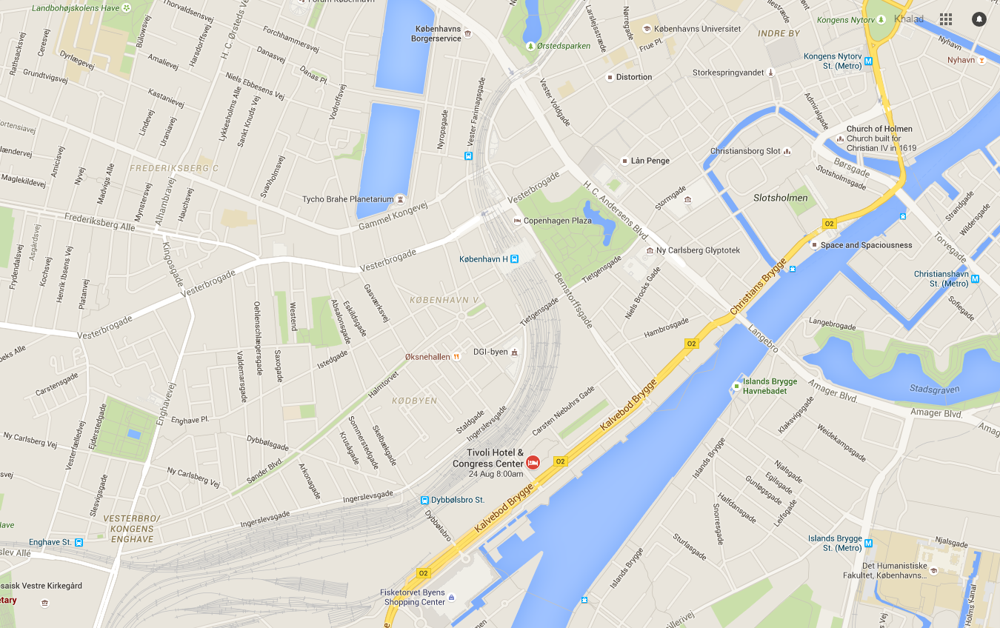 Landbohøjskolens Have
Thorvaldsensvej
Forum København
Københavns
Borgerservice
Larslejsstræde
Nørregade
Københavns Universitet
Frue Pl.
INDRE BY
Kongens Nytorv
Khalad
Nyhavn
Nyhavn
Kongens Nytorv
St. (Metro)
Storkespringvandet
Ørstedsparken
Distortion
Rathsacksvej
Ceresvej
Dyrlægevej
Bülowsvej
Harsdorffsvej
H. C. Ørsteds Vej
Forchhammersvej
Amalievej
Danasvej
Danas Pl.
Grundtvigsvej
Niels Ebbesens Vej
Kastanievej
Vodroffsvej
Vester Farimagsgade
Vester Voldgade
Admiralgade
Lindevej
Uraniavej
Lykkesholms Alle
Sankt Knuds Vej
Nyropsgade
Hortensiavej
Church of Holmen
Church built for
Christian IV in 1619
Christiansborg Slot
Lån Penge
Amicisvej
Nyvej
Madvigs Alle
FREDERIKSBERG C
Svanholmsvej
Maglekildevej
Mynstersvej
Alhambravej
Hauchsvej
Børsgade
Slotsholmsgade
Slotsholmen
Vesterbrogade
H. C. Andersens Blvd
Stormgade
Tycho Brahe Planetarium
Gammel Kongevej
Copenhagen Plaza
Strandgade
Wildersgade
Torvegade
Frederiksberg Alle
O2
Space and Spaciousness
Ny Carlsberg Glyptotek
København H
Vesterbrogade
Tietgensgade
Christians Brygge
Christianshavn
St. (Metro)
Frydendalsvej
Asgårdsvej
Kochsvej
Henrik Ibsens Vej
Platanvej
Kingosgade
Vesterbrogade
Bernstorffsgade
Niels Brocks Gade
Sofiegade
Oehlenschlægersgade
Westend
Absalonsgade
Eskildsgade
Gasværksvej
KØBENHAVN V
Tietgensgade
Hambrosgade
Langebro
Langebrogade
Vesterbrogade
Valdemarsgade
Saxogade
Istedgade
Øksnehallen
DGI-byen
O2
Stadsgraven
Carstensgade
Enghavevej
Halmtorvet
KØDBYEN
Carsten Niebuhrs Gade
Kalvebod Brygge
Islands Brygge
Havnebadet
Amager Blvd.
Amager Blvd.
Enghave Pl.
Staldgade
Ingerslevsgade
Klaksvigsgade
Weidekampsgade
Ny Carlsberg Vej
Vesterfælledvej
Ejderstedgade
Dybbølsgade
Krusågade
Sommerstedgade
Skelbækgade
Tivoli Hotel &
Congress Center
24 Aug 8:00am
O2
Islands Brygge
Njalsgade
Egilsgade
Gunløgsgade
Ny Carlsberg Vej
Sønder Blvd.
Arkonagade
Slesvigsgade
Ingerslevsgade
Dybbølsbro St.
Halfdansgade
Leifsgade
Snorresgade
VESTERBRO/
KONGENS
ENGHAVE
Ingerslevsgade
Dybbølsbro
Kalvebod Brygge
Sturlasgade
Islands Brygge
St. (Metro)
Njalsgade
Enghave St.
Islands Brygge
Det Humanistiske
Fakultet, Københavns...
O2
Fisketorvet Byens
Shopping Center